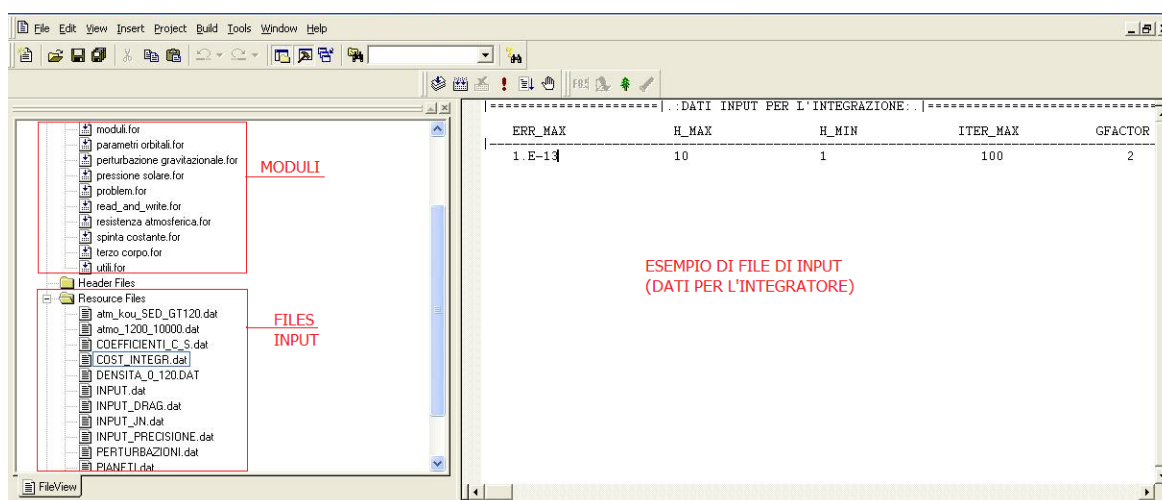 File Edit View Insert Project Build Tools Window Help
moduli.for
parametri orbitali.for
perturbazione gravitazionale.for
pressione solare.for
problem.for
read_and_write.for
resistenza atmosferica.for
spinta costante.for
terzo corpo.for
utili.for
MODULI
Header Files
Resource Files
atm_kou_SED_GT120.dat
atmo_1200_10000.dat
COEFFICIENTI_C_S.dat
COST_INTEGR.dat
DENSITA_0_120.DAT
INPUT.dat
INPUT_DRAG.dat
INPUT_JN.dat
INPUT_PRECISIONE.dat
PERTURBAZIONI.dat
PIANETI.dat
FILES
INPUT
FileView
|=====================|.:DATI INPUT PER L'INTEGRAZIONE:.|=============================
ERR_MAX H_MAX H_MIN ITER_MAX GFACTOR
1.E-13 10 1 100 2
ESEMPIO DI FILE DI INPUT
(DATI PER L'INTEGRATORE)